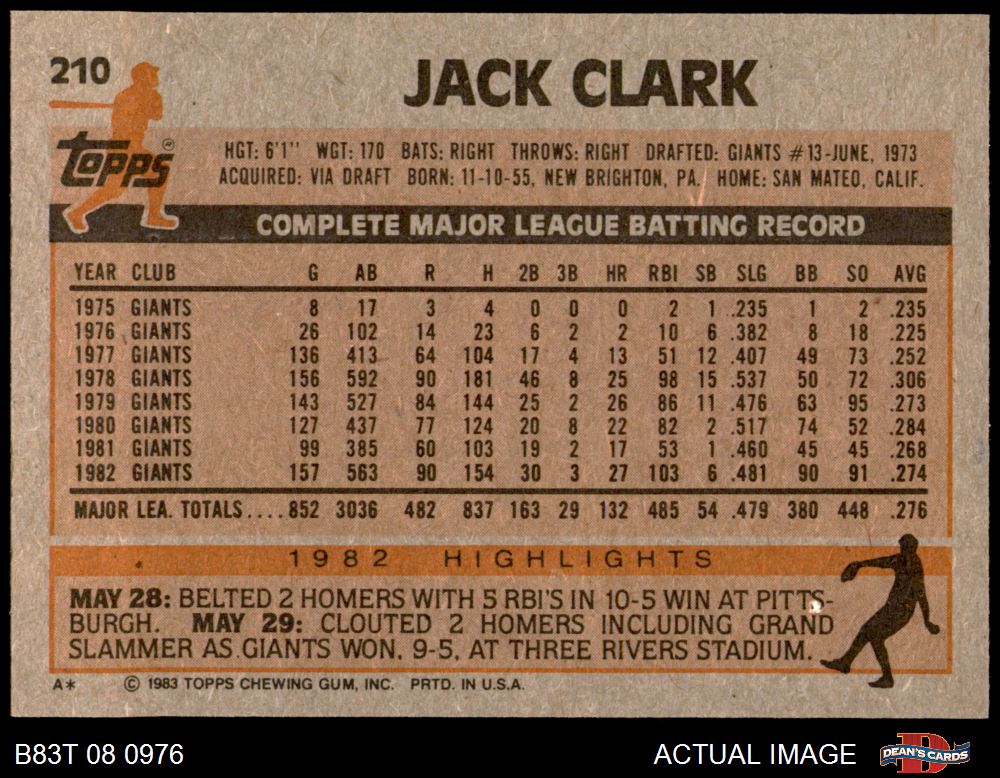 210
JACK CLARK
TOPPS®
HGT: 6'1" WGT: 170 BATS: RIGHT THROWS: RIGHT DRAFTED: GIANTS #13-JUNE, 1973
ACQUIRED: VIA DRAFT BORN: 11-10-55, NEW BRIGHTON, PA. HOME: SAN MATEO, CALIF.
COMPLETE MAJOR LEAGUE BATTING RECORD
YEAR CLUB G AB R H 2B 3B HR RBI SB SLG BB SO AVG
1975 GIANTS 8 17 3 4 0 0 0 2 1 .235 1 2 .235
1976 GIANTS 26 102 14 23 6 2 2 10 6 .382 8 18 .225
1977 GIANTS 136 413 64 104 17 4 13 51 12 .407 49 73 .252
1978 GIANTS 156 592 90 181 46 8 25 98 15 .537 50 72 .306
1979 GIANTS 143 527 84 144 25 2 26 86 11 .476 63 95 .273
1980 GIANTS 127 437 77 124 20 8 22 82 2 .517 74 52 .284
1981 GIANTS 99 385 60 103 19 2 17 53 1 .460 45 45 .268
1982 GIANTS 157 563 90 154 30 3 27 103 6 .481 90 91 .274
MAJOR LEA. TOTALS....852 3036 482 837 163 29 132 485 54 .479 380 448 .276
1982 HIGHLIGHTS
MAY 28: BELTED 2 HOMERS WITH 5 RBI'S IN 10-5 WIN AT PITTS-
BURGH. MAY 29: CLOUTED 2 HOMERS INCLUDING GRAND
SLAMMER AS GIANTS WON, 9-5, AT THREE RIVERS STADIUM.
A* © 1983 TOPPS CHEWING GUM, INC. PRTD. IN U.S.A.
B83T 08 0976 ACTUAL IMAGE DEAN'S CARDS